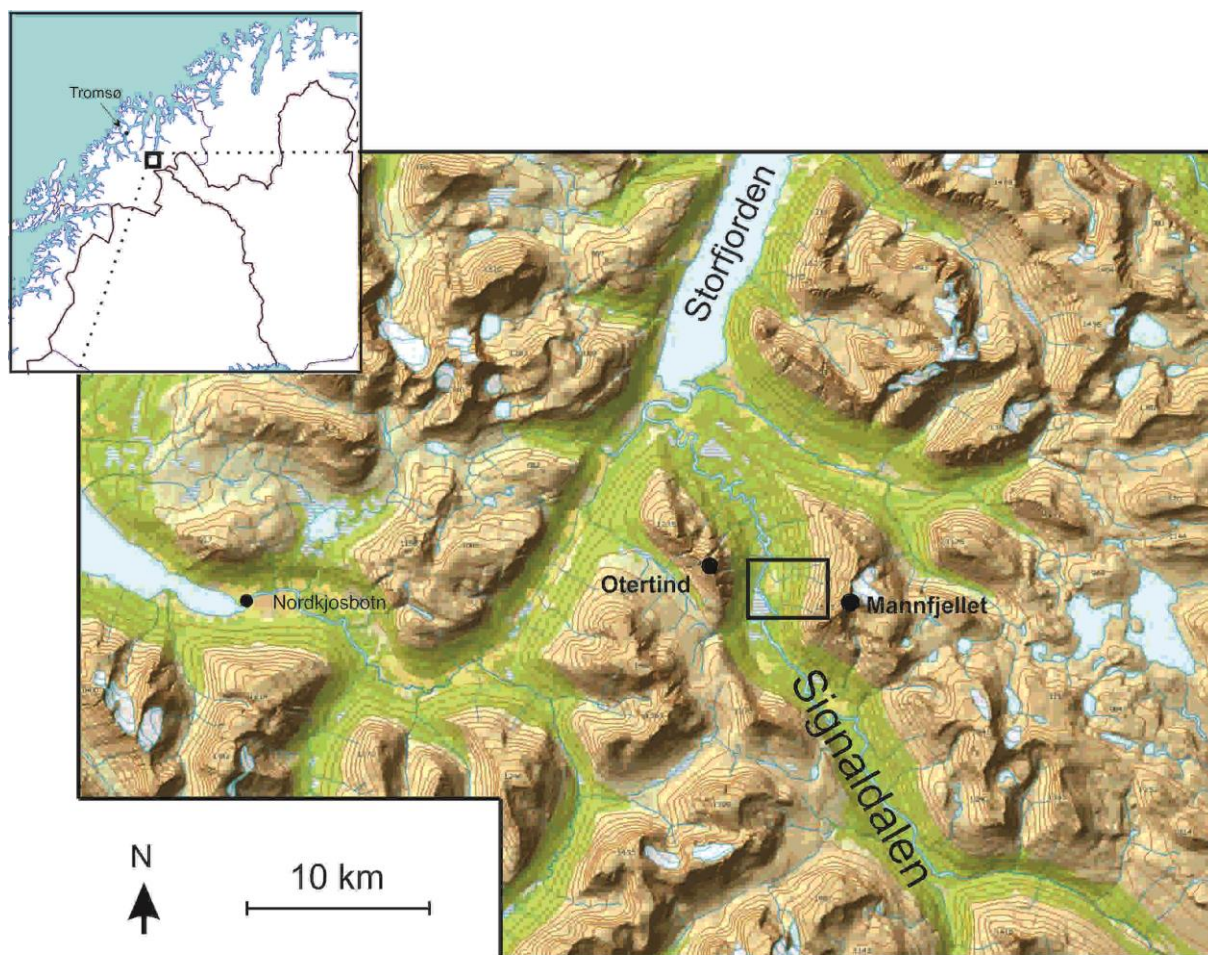 Tromsø
Storfjorden
Otertind
Nordkjosbotn
Mannfjellet
Signaldalen
N
10 km